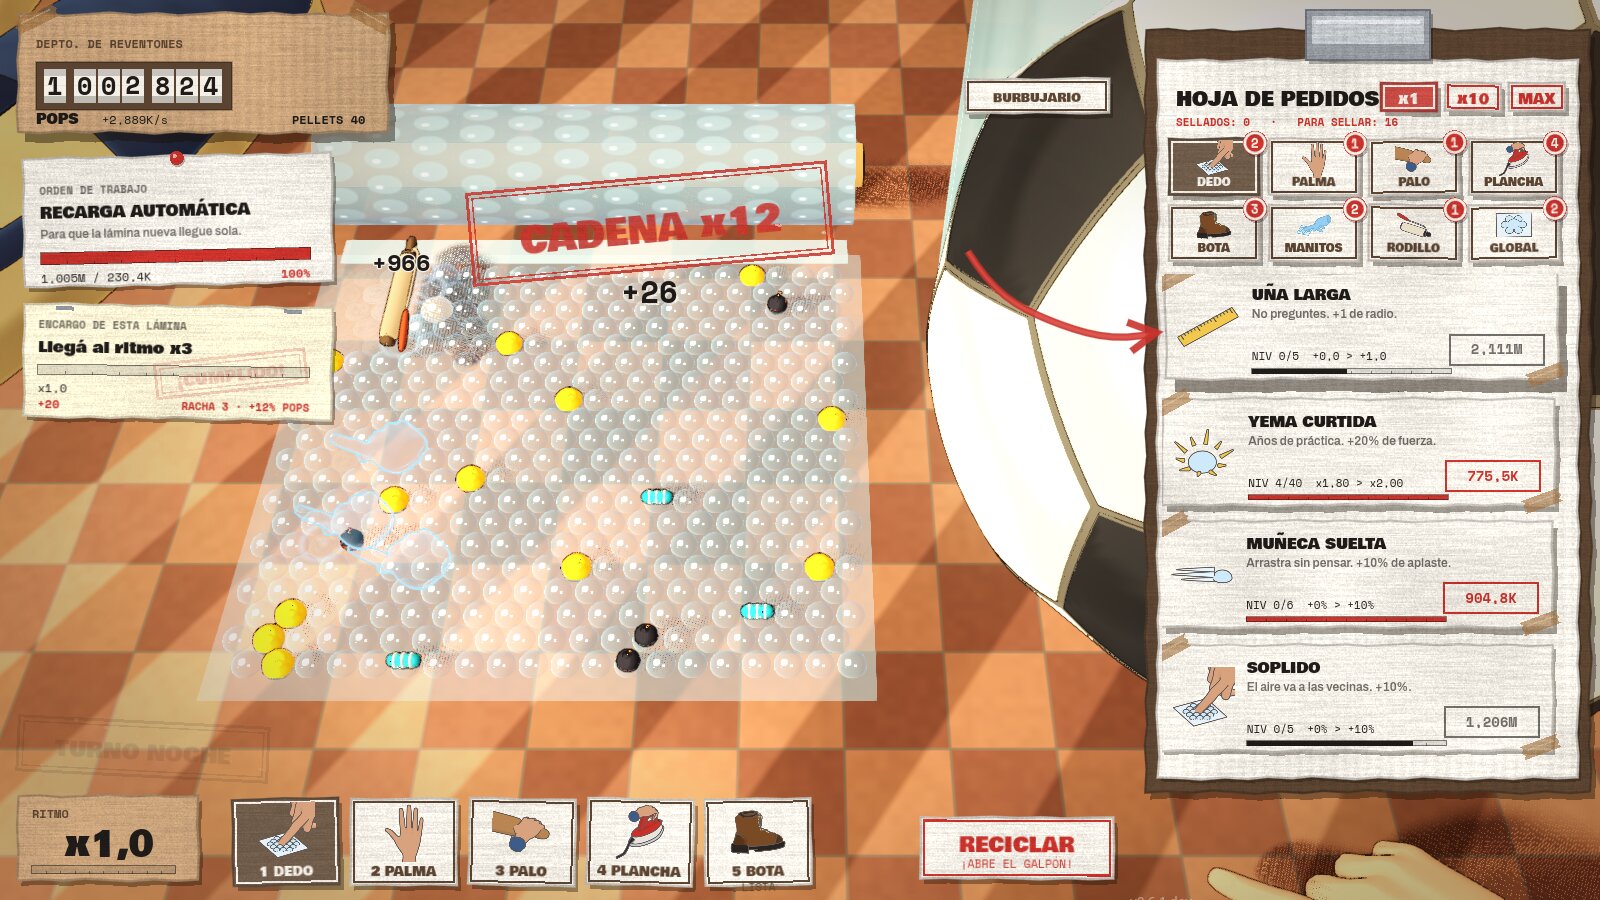 DEPTO. DE REVENTONES
1 002 824
POPS +2,889K/s PELLETS 40
ORDEN DE TRABAJO
RECARGA AUTOMÁTICA
Para que la lámina nueva llegue sola.
1,005M / 230.4K 100%
ENCARGO DE ESTA LÁMINA
Llegá al ritmo x3
¡CUMPLIDO!
x1,0
+20 RACHA 3 · +12% POPS
CADENA x12
+966
+26
BURBUJARIO
HOJA DE PEDIDOS x1 x10 MAX
SELLADOS: 0 · PARA SELLAR: 16
2 1 1 4
DEDO PALMA PALO PLANCHA
3 2 1 2
BOTA MANITOS RODILLO GLOBAL
UÑA LARGA
No preguntes. +1 de radio.
NIV 0/5 +0,0 > +1,0 2,111M
YEMA CURTIDA
Años de práctica. +20% de fuerza.
NIV 4/40 x1,80 > x2,00 775,5K
MUÑECA SUELTA
Arrastra sin pensar. +10% de aplaste.
NIV 0/6 +0% > +10% 904,8K
SOPLIDO
El aire va a las vecinas. +10%.
NIV 0/5 +0% > +10% 1,206M
TURNO NOCHE
RITMO
x1,0
1 DEDO
2 PALMA
3 PALO
4 PLANCHA
5 BOTA
LISTA
RECICLAR
¡ABRE EL GALPÓN!